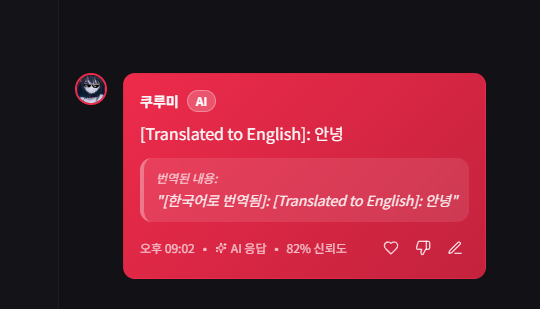 쿠루미 AI
[Translated to English]: 안녕
번역된 내용:
"[한국어로 번역됨]: [Translated to English]: 안녕"
오후 09:02 • AI 응답 • 82% 신뢰도